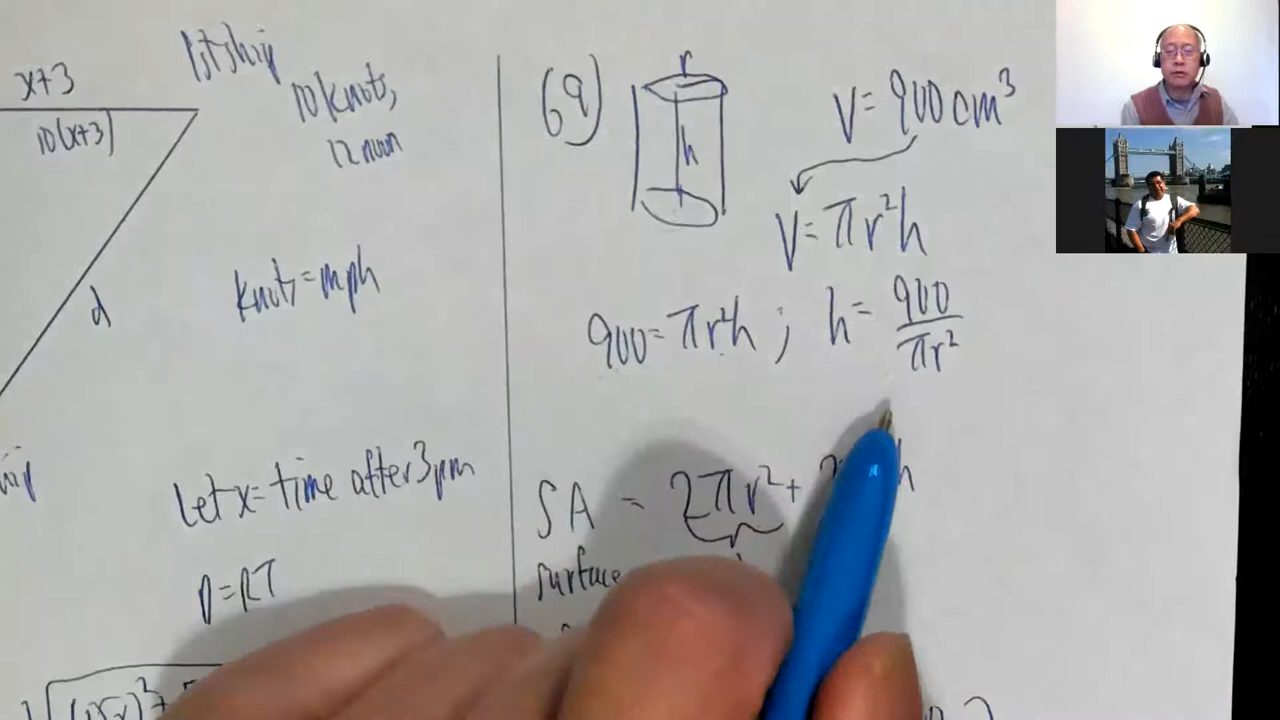 x+3
10(x+3)
1st ship
10 knots,
12 noon
d
knots = mph
Let x = time after 3pm
D = RT
(69)
r
h
V = 900 cm³
V = πr²h
900 = πr²h ; h = 900/πr²
SA = 2πr² + h
surface